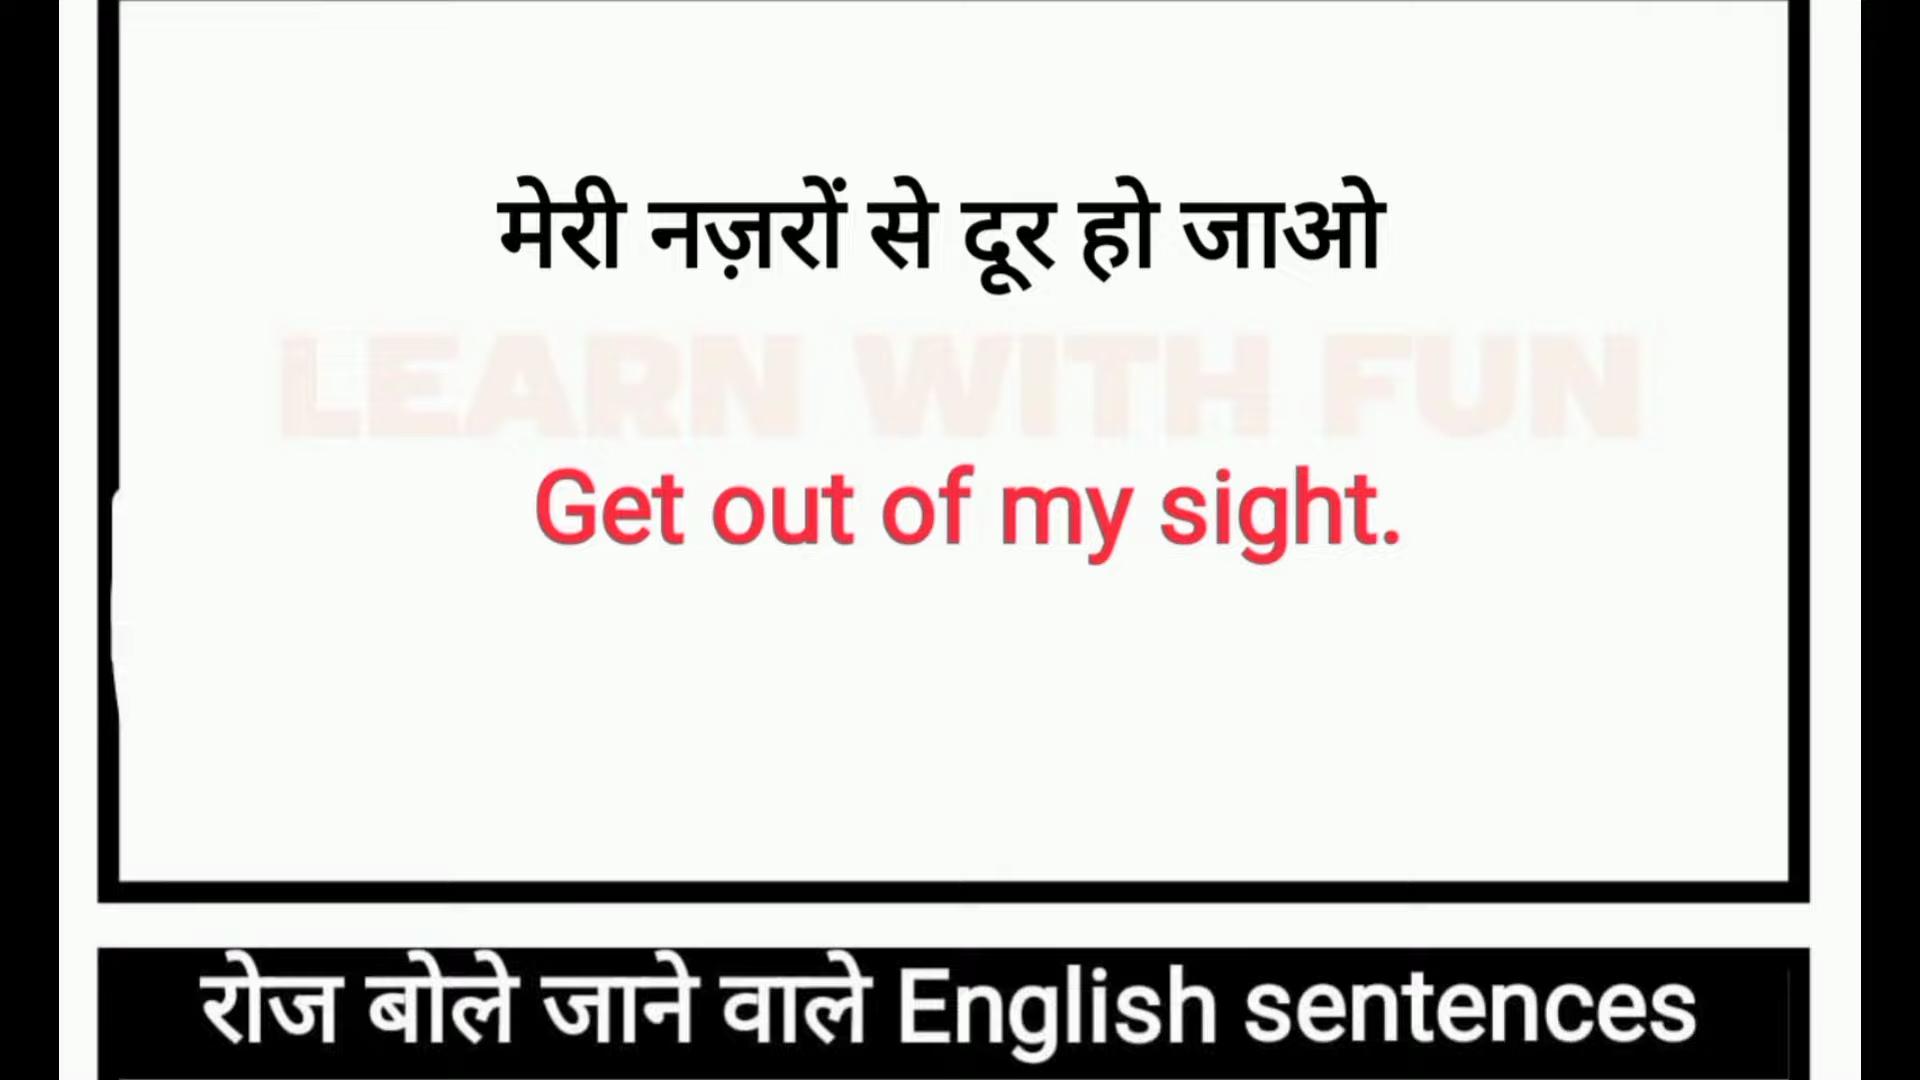 मेरी नज़रों से दूर हो जाओ
LEARN WITH FUN
Get out of my sight.
रोज बोले जाने वाले English sentences